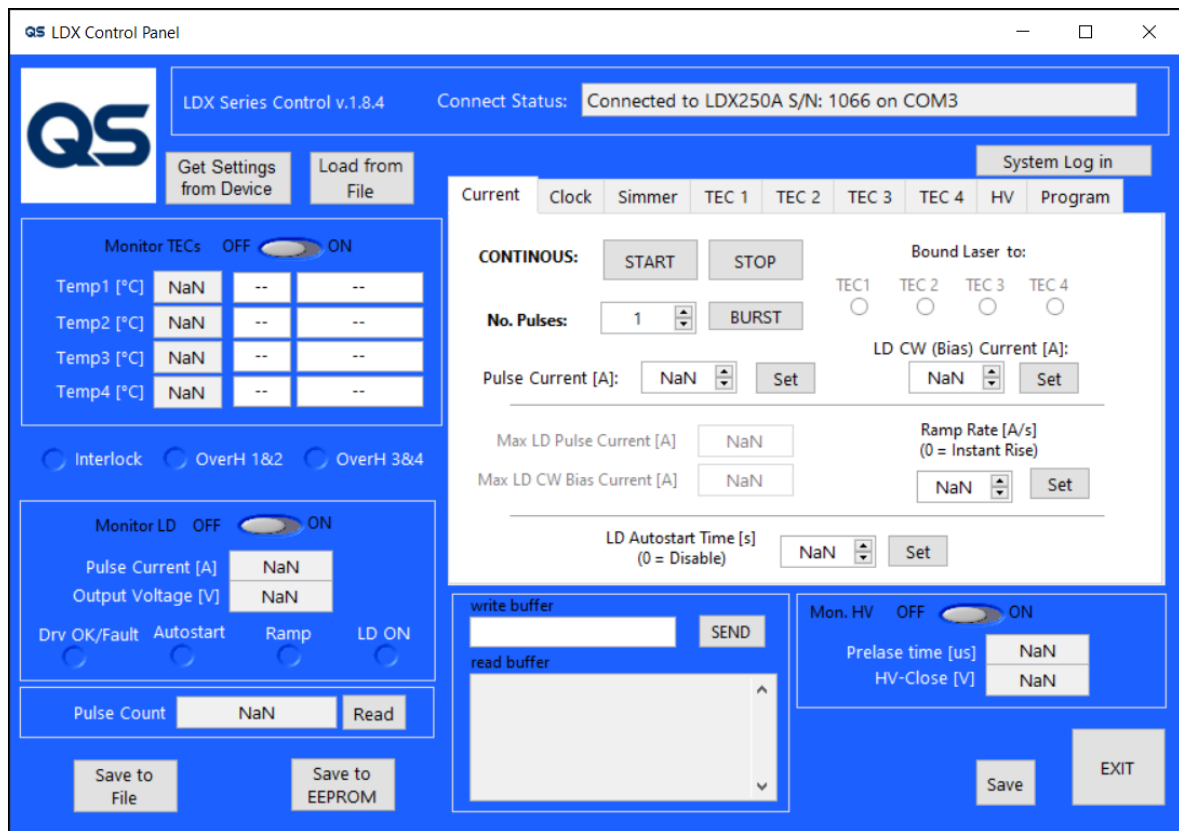 QS LDX Control Panel
QS
LDX Series Control v.1.8.4
Connect Status: Connected to LDX250A S/N: 1066 on COM3
Get Settings
from Device
Load from
File
System Log in
Monitor TECs OFF ON
Temp1 [°C] NaN -- --
Temp2 [°C] NaN -- --
Temp3 [°C] NaN -- --
Temp4 [°C] NaN -- --
Interlock OverH 1&2 OverH 3&4
Monitor LD OFF ON
Pulse Current [A] NaN
Output Voltage [V] NaN
Drv OK/Fault Autostart Ramp LD ON
Pulse Count NaN Read
Save to
File
Save to
EEPROM
Current Clock Simmer TEC 1 TEC 2 TEC 3 TEC 4 HV Program
CONTINOUS: START STOP
Bound Laser to:
TEC1 TEC 2 TEC 3 TEC 4
No. Pulses: 1 BURST
LD CW (Bias) Current [A]:
Pulse Current [A]: NaN Set
NaN Set
Max LD Pulse Current [A] NaN
Max LD CW Bias Current [A] NaN
Ramp Rate [A/s]
(0 = Instant Rise)
NaN Set
LD Autostart Time [s]
(0 = Disable)
NaN Set
write buffer
SEND
read buffer
Mon. HV OFF ON
Prelase time [us] NaN
HV-Close [V] NaN
Save
EXIT